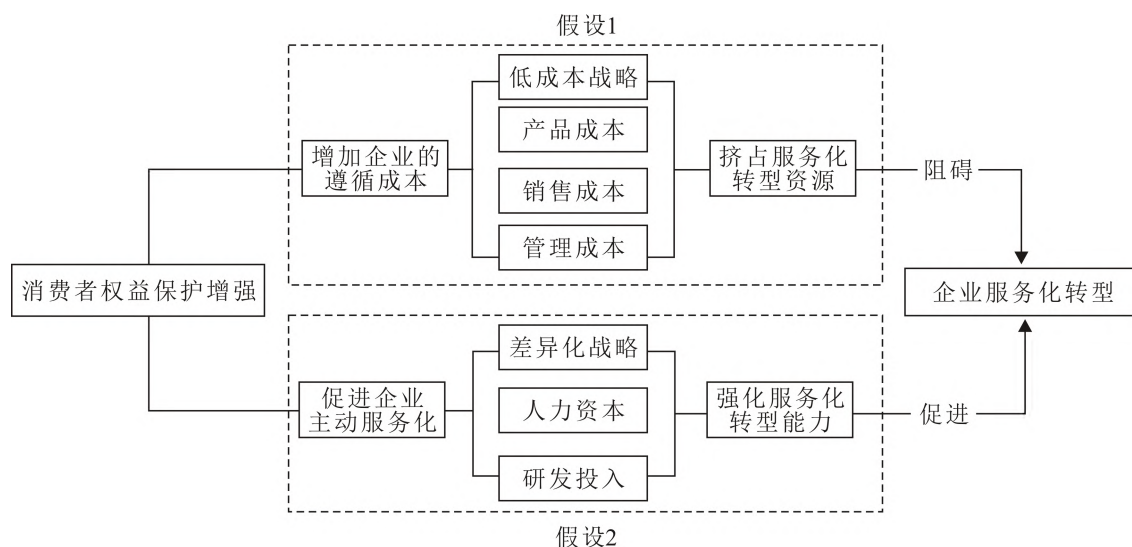 假设1
低成本战略
产品成本
增加企业的
遵循成本
销售成本
管理成本
挤占服务化
转型资源
阻碍
消费者权益保护增强
企业服务化转型
差异化战略
促进企业
主动服务化
人力资本
研发投入
强化服务化
转型能力
促进
假设2